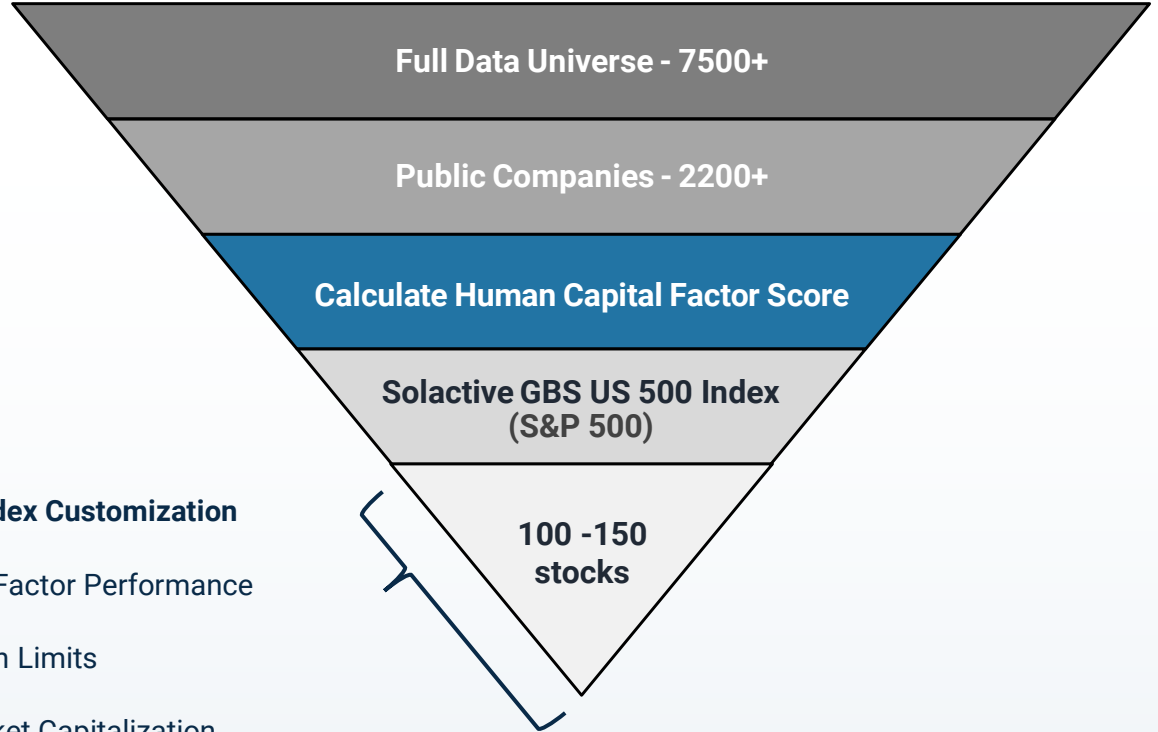 Full Data Universe - 7500+
Public Companies - 2200+
Calculate Human Capital Factor Score
Solactive GBS US 500 Index
(S&P 500)
100 -150
stocks
Customization
Factor Performance
Limits
Capitalization